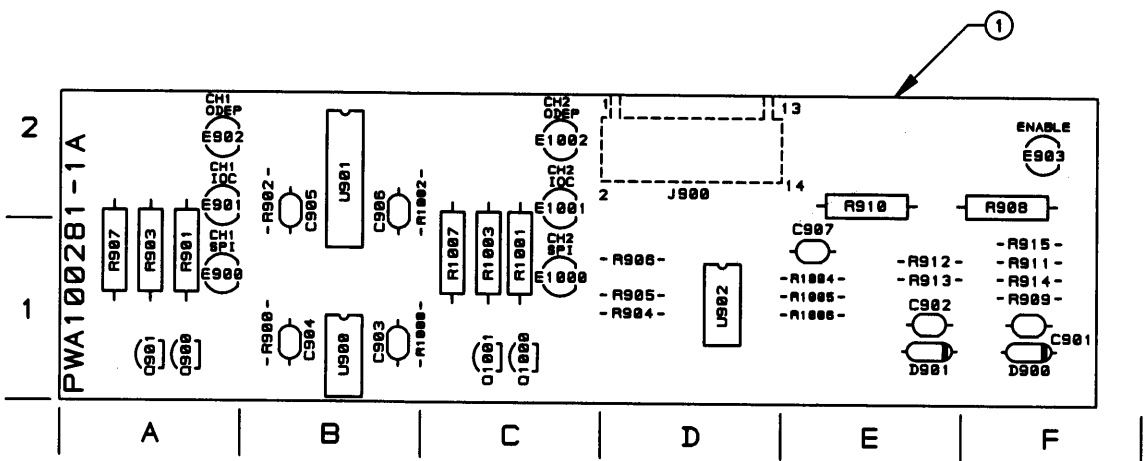 1
2
1
PWA100281-1A
CH1
ODEP
E902
CH1
IOC
E901
CH1
SPI
E900
R907
R903
R901
Q901
Q900
-R902-
C905
U901
C906
-R1002-
-R900-
C904
U900
C903
-R1000-
CH2
ODEP
E1002
CH2
IOC
E1001
CH2
SPI
E1000
R1007
R1003
R1001
Q1001
Q1000
1
13
2
14
J900
-R906-
-R905-
-R904-
U902
R910
C907
-R1004-
-R1005-
-R1006-
-R912-
-R913-
C902
D901
ENABLE
E903
R908
-R915-
-R911-
-R914-
-R909-
C901
D900
A
B
C
D
E
F